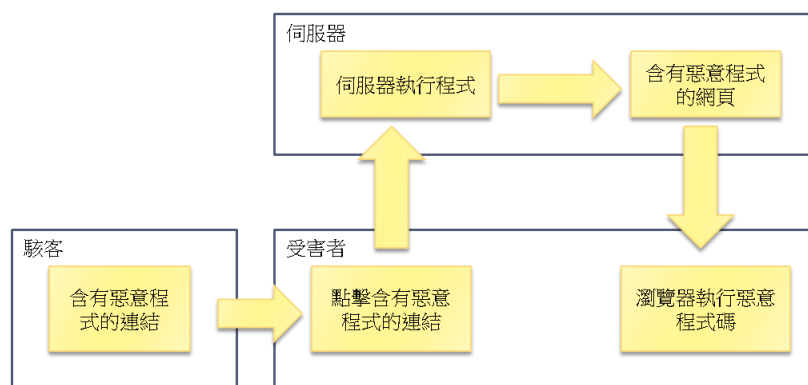 伺服器
伺服器執行程式
含有惡意程式
的網頁
駭客
含有惡意程
式的連結
受害者
點擊含有惡意
程式的連結
瀏覽器執行惡意
程式碼